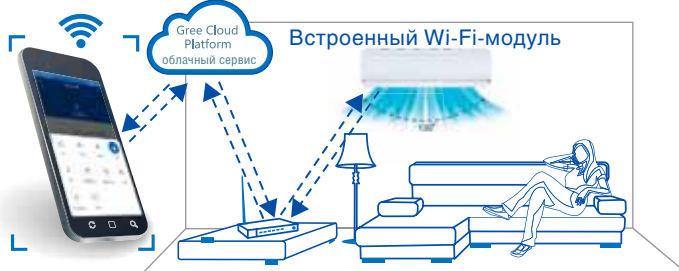 Gree Cloud
Platform
облачный сервис
Встроенный Wi-Fi-модуль